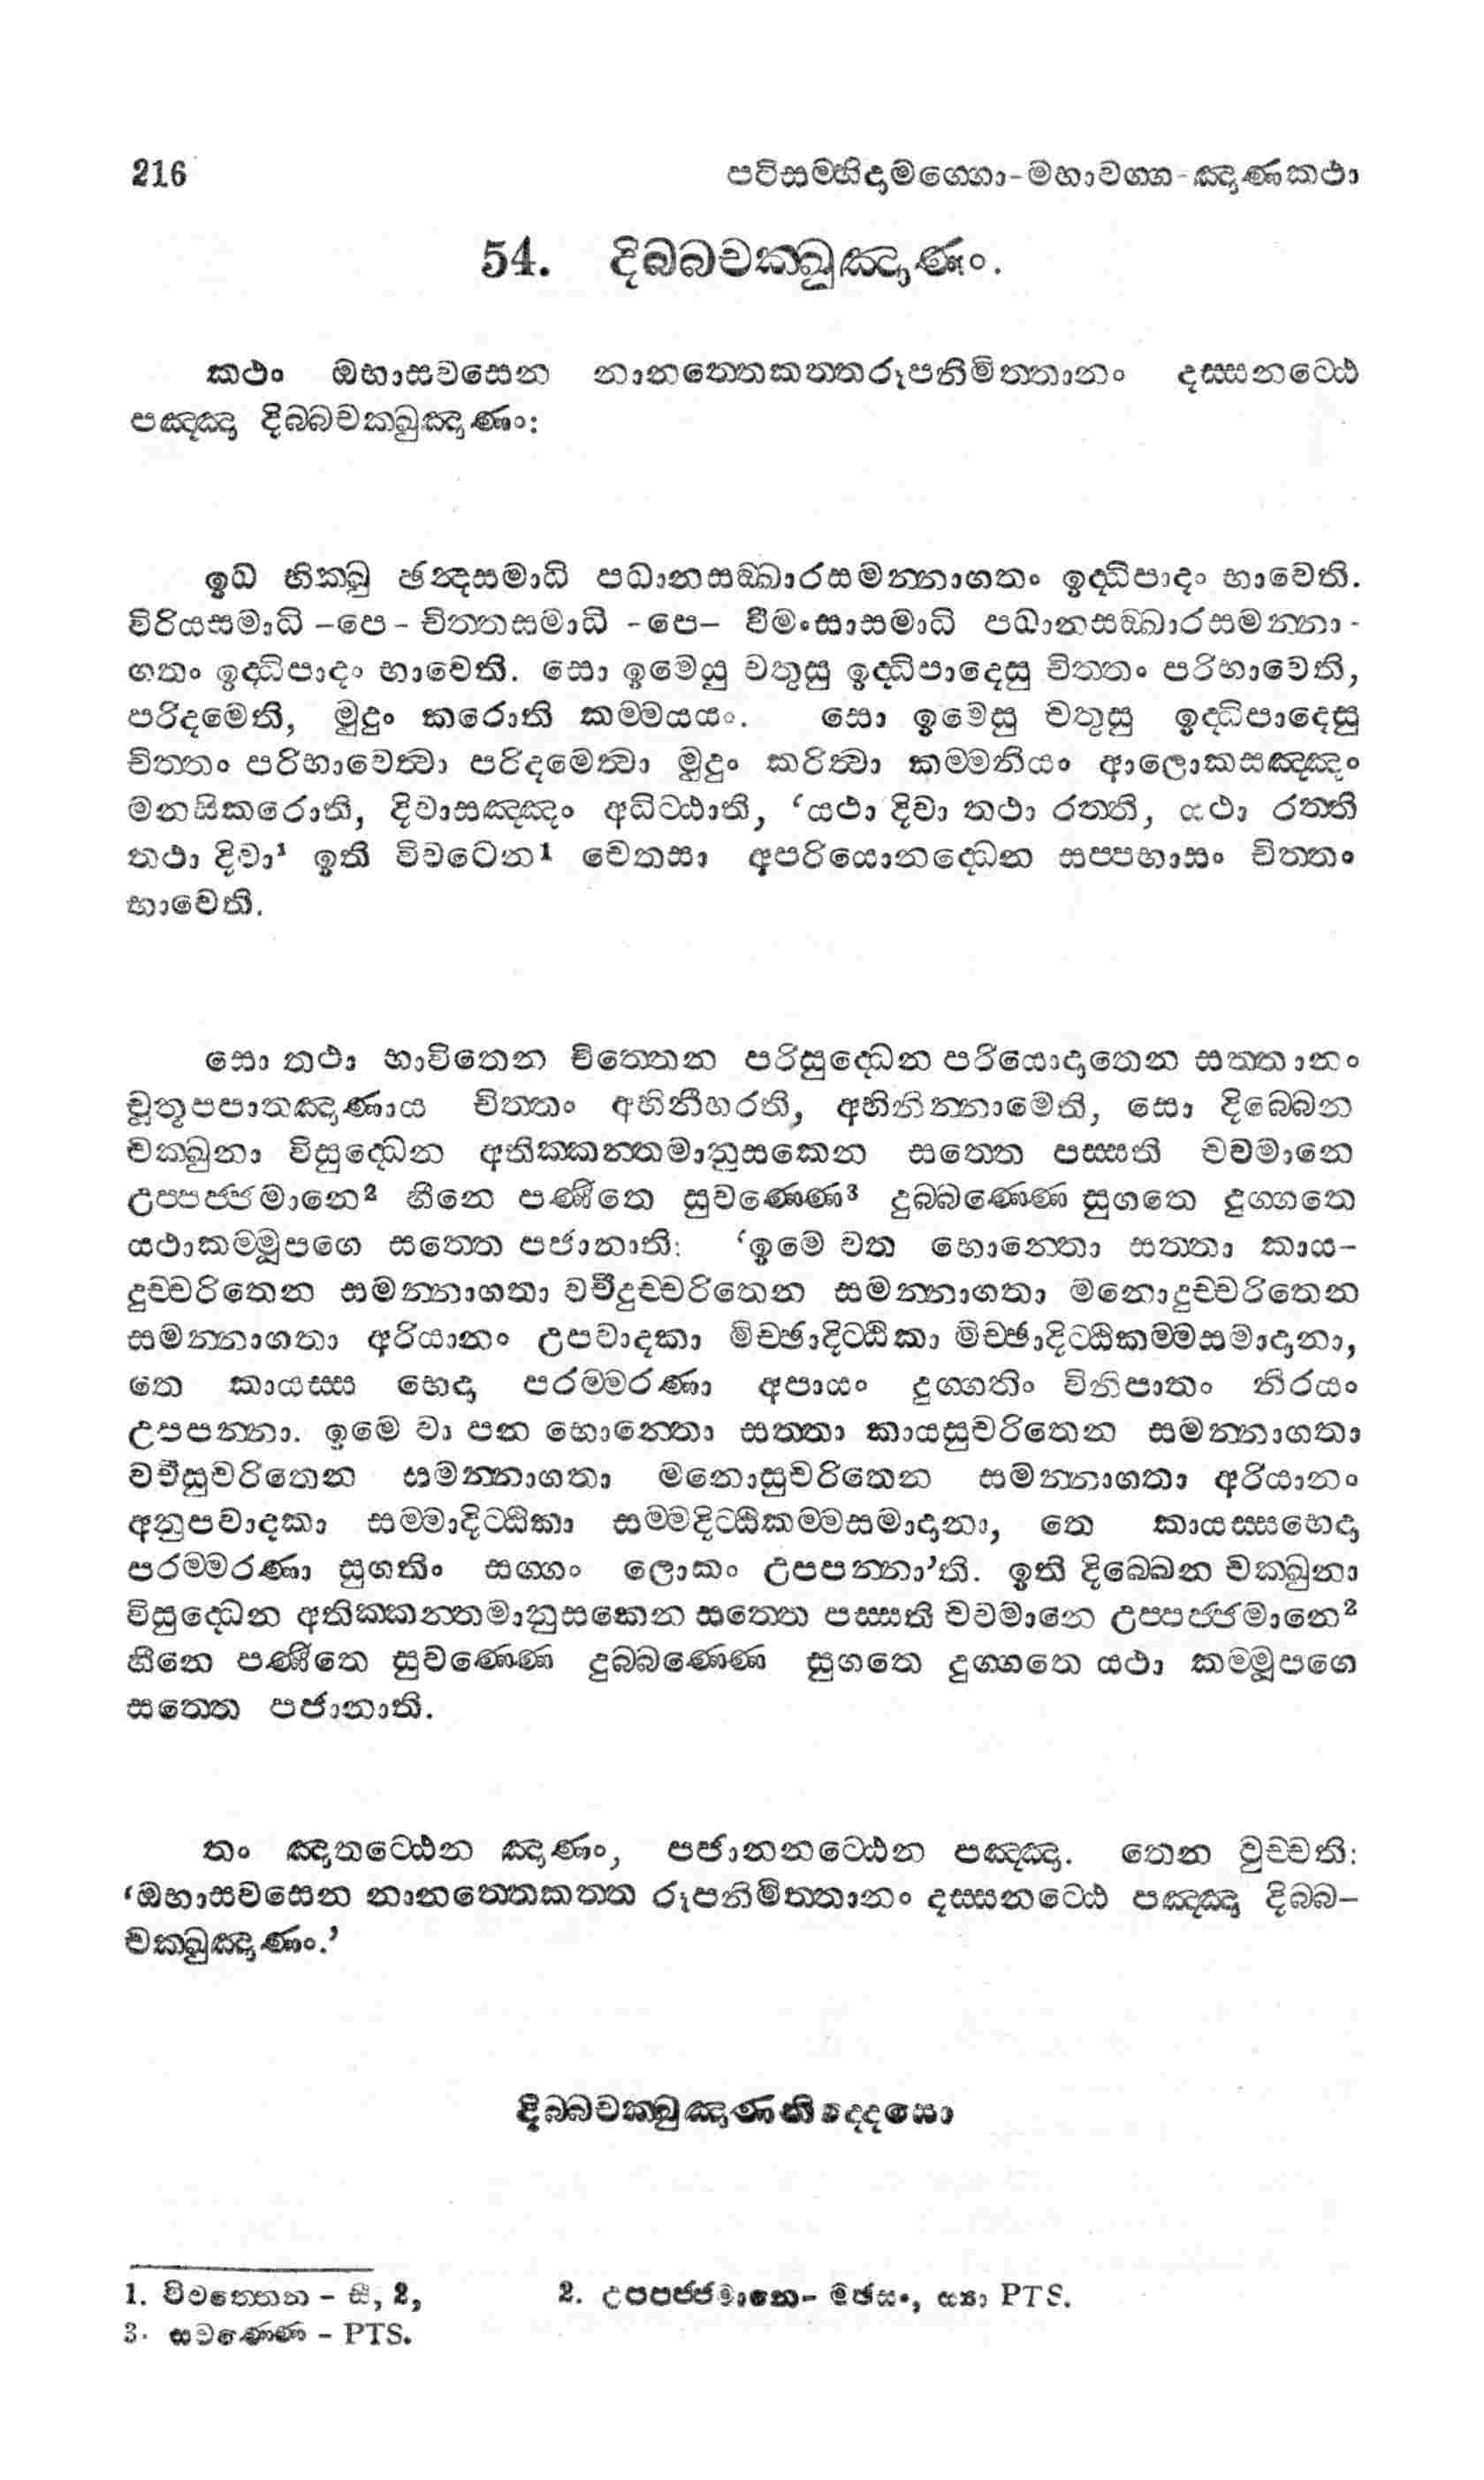 216 පටිසම්භිදාමග්ගො-මහාවග්ග-ඤාණකථා
54. දිබ්බචක්ඛුඤාණං.
කථං ඔභාසවසෙන නානත්තෙකත්තරූපනිමිත්තානං දස්සනට්ඨෙ
පඤ්ඤා දිබ්බචක්ඛුඤාණං:
ඉධ භික්ඛු ඡන්දසමාධි පධානසඞ්ඛාරසමන්නාගතං ඉද්ධිපාදං භාවෙති.
විරියසමාධි –පෙ- චිත්තසමාධි -පෙ– වීමංසාසමාධි පධානසඞ්ඛාරසමන්නා-
ගතං ඉද්ධිපාදං භාවෙති. සො ඉමෙයු චතුසු ඉද්ධිපාදෙසු චිත්තං පරිභාවෙති,
පරිදමෙති, මුදුං කරොති කම්මයයං. සො ඉමෙසු චතුසු ඉද්ධිපාදෙසු
චිත්තං පරිභාවෙත්වා පරිදමෙත්වා මුදුං කරිත්වා කම්මනියං ආලොකසඤ්ඤං
මනසිකරොති, දිවාසඤ්ඤං අධිට්ඨාති, ‘යථා දිවා තථා රත්ති, යථා රත්ති
තථා දිවා¹ ඉති විවටෙන¹ චෙතසා අපරියොනද්ධෙන සප්පභාසං චිත්තං
භාවෙති.
සො තථා භාවිතෙන චිත්තෙන පරිසුද්ධෙන පරියොදාතෙන සත්තානං
චුතූපපාතඤාණාය චිත්තං අභිනීහරති, අභිනින්නාමෙති, සො දිබ්බෙන
චක්ඛුනා විසුද්ධෙන අතික්කන්තමානුසකෙන සත්තෙ පස්සති චවමානෙ
උප්පජ්ජමානෙ² හීනෙ පණීතෙ සුවණ්ණෙ³ දුබ්බණ්ණෙ සුගතෙ දුග්ගතෙ
යථාකම්මූපගෙ සත්තෙ පජානාති: ‘ඉමෙ වත භොන්තො සත්තා කාය–
දුච්චරිතෙන සමන්නාගතා වචීදුච්චරිතෙන සමන්නාගතා මනොදුච්චරිතෙන
සමන්නාගතා අරියානං උපවාදකා මිච්ඡාදිට්ඨිකා මිච්ඡාදිට්ඨිකම්මසමාදානා,
තෙ කායස්ස භෙදා පරම්මරණා අපායං දුග්ගතිං විනිපාතං නිරයං
උපපන්නා. ඉමෙ වා පන භොන්තො සත්තා කායසුචරිතෙන සමන්නාගතා
වචීසුචරිතෙන සමන්නාගතා මනොසුචරිතෙන සමන්නාගතා අරියානං
අනුපවාදකා සම්මාදිට්ඨිකා සම්මදිට්ඨිකම්මසමාදානා, තෙ කායස්සභෙදා
පරම්මරණා සුගතිං සග්ගං ලොකං උපපන්නා’ති. ඉති දිබ්බෙන චක්ඛුනා
විසුද්ධෙන අතික්කන්තමානුසකෙන සත්තෙ පස්සති චවමානෙ උප්පජ්ජමානෙ²
හීනෙ පණීතෙ සුවණ්ණෙ දුබ්බණ්ණෙ සුගතෙ දුග්ගතෙ යථා කම්මූපගෙ
සත්තෙ පජානාති.
තං ඤාතට්ඨෙන ඤාණං, පජානනට්ඨෙන පඤ්ඤා. තෙන වුච්චති:
‘ඔභාසවසෙන නානත්තෙකත්ත රූපනිමිත්තානං දස්සනට්ඨෙ පඤ්ඤා දිබ්බ–
චක්ඛුඤාණං.’
දිබ්බචක්ඛුඤාණනිද්දෙසො
1. විවත්තෙන – සී, 2, 2. උපපජ්ජමානෙ– මඡසං, ස්‍යා PTS.
3. සවණ්ණෙ – PTS.